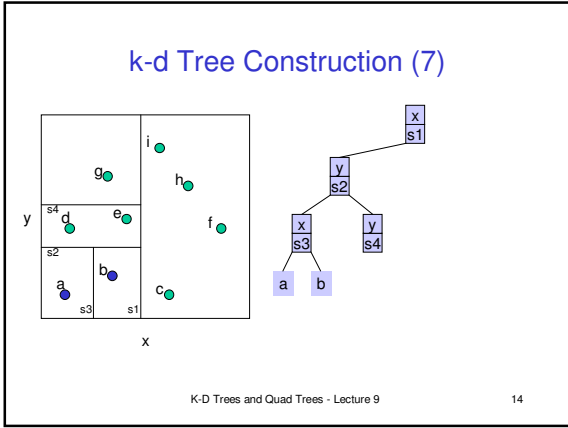 k-d Tree Construction (7)
x
s1
i
y
s2
g
h
s4
d
e
f
y
x
s3
y
s4
s2
a
b
c
s3
s1
a
b
x
K-D Trees and Quad Trees - Lecture 9
14